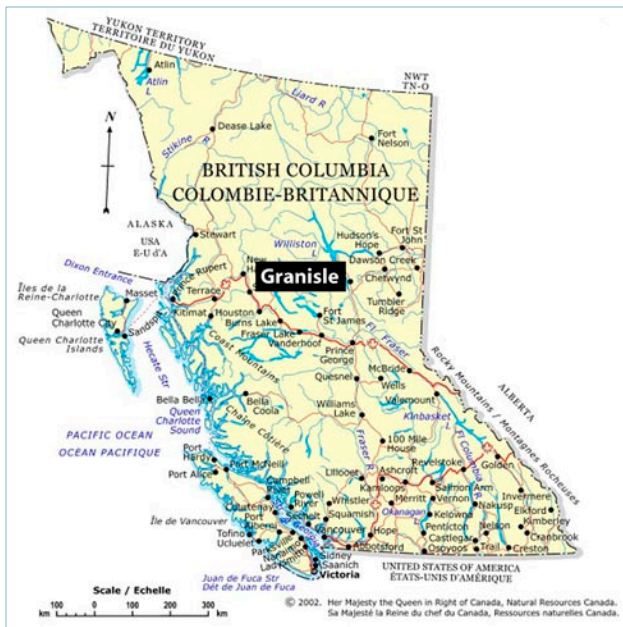 YUKON TERRITORY
TERRITOIRE DU YUKON
Atlin
Atlin
L
NWT
TN-O
Liard R
N
Dease Lake
Fort
Nelson
Stikine
R
BRITISH COLUMBIA
COLOMBIE-BRITANNIQUE
ALASKA
USA
E-U d'A
Stewart
Williston
L
Hudson's
Hope
Fort St
John
Dawson Creek
Chetwynd
Dixon Entrance
New
Granisle
Îles de la
Reine-Charlotte
Masset
Prince Rupert
Terrace
Tumbler
Ridge
Queen
Charlotte City
Sandspit
Kitimat
Houston
Fort
St James
Burns Lake
Fl Fraser
Queen Charlotte
Islands
Fraser Lake
Vanderhoof
Prince
George
Hecate Str
Coast Mountains
McBride
Rocky Mountains / Montagnes Rocheuses
ALBERTA
Quesnel
Wells
Valemount
Bella Bella
Bella
Coola
Williams
Lake
Kinbasket
L
Queen
Charlotte
Sound
Chaîne Côtière
PACIFIC OCEAN
OCÉAN PACIFIQUE
Fraser R
100 Mile
House
Fl Columbia R
Port
Hardy
Port McNeill
Port Alice
Lillooet
Ashcroft
Revelstoke
Golden
Campbell
River
Kamloops
Salmon Arm
Courtenay
Powell
River
Whistler
Merritt
Vernon
Nakusp
Invermere
Île de Vancouver
Port
Alberni
Sechelt
Squamish
Okanagan
L
Kelowna
Elkford
Kimberley
Tofino
Ucluelet
Parksville
Nanaimo
Ladysmith
Georgia
Vancouver
Hope
Penticton
Nelson
Cranbrook
Castlegar
Abbotsford
Osoyoos
Trail
Creston
Sidney
Saanich
Victoria
UNITED STATES OF AMERICA
ÉTATS-UNIS D'AMÉRIQUE
Juan de Fuca Str
Dét de Juan de Fuca
Scale / Echelle
100 0 100 200 300
km km
© 2002. Her Majesty the Queen in Right of Canada, Natural Resources Canada.
Sa Majesté la Reine du chef du Canada, Ressources naturelles Canada.